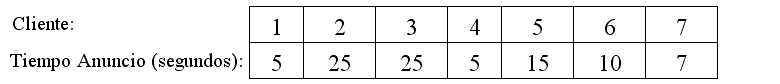 Cliente: 1 2 3 4 5 6 7
Tiempo Anuncio (segundos): 5 25 25 5 15 10 7